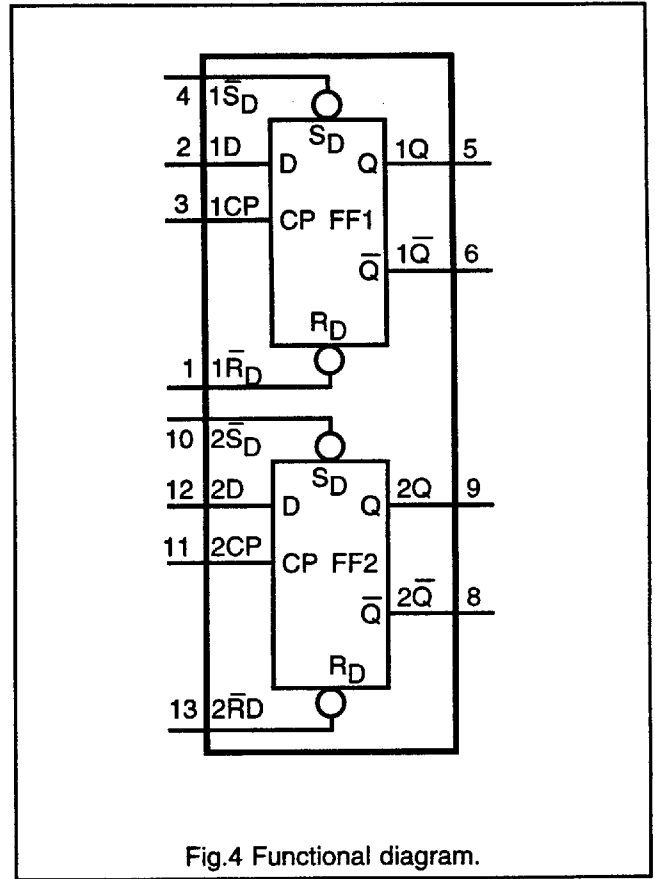 4 1S̅D
SD
2 1D D Q 1Q 5
3 1CP CP FF1
Q̅ 1Q̅ 6
RD
1 1R̅D
10 2S̅D
SD
12 2D D Q 2Q 9
11 2CP CP FF2
Q̅ 2Q̅ 8
RD
13 2R̅D
Fig.4 Functional diagram.